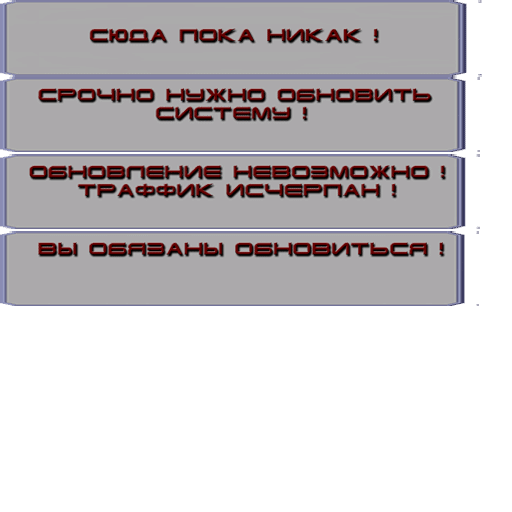 СЮДА ПОКА НИКАК !
СРОЧНО НУЖНО ОБНОВИТЬ
СИСТЕМУ !
ОБНОВЛЕНИЕ НЕВОЗМОЖНО !
ТРАФФИК ИСЧЕРПАН !
ВЫ ОБЯЗАНЫ ОБНОВИТЬСЯ !